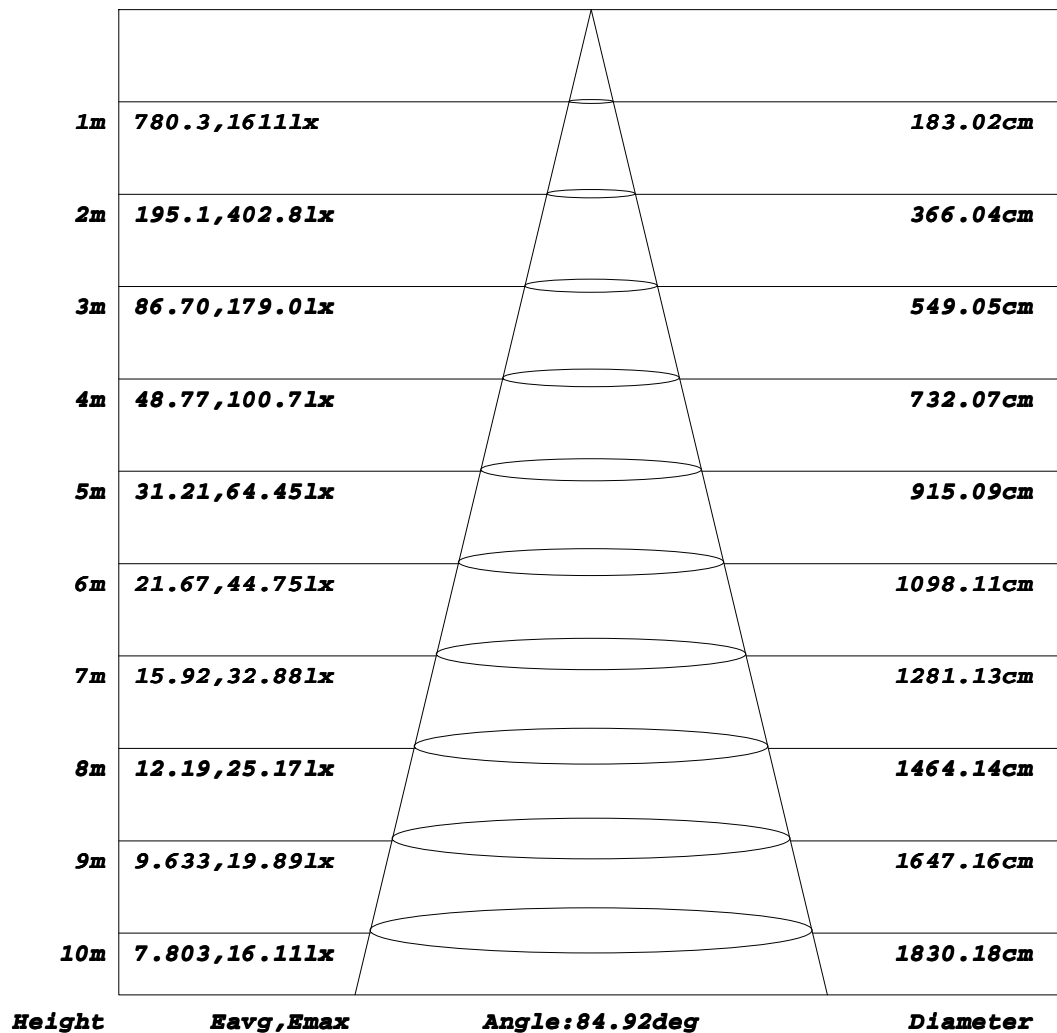 1m 780.3,1611lx 183.02cm
2m 195.1,402.8lx 366.04cm
3m 86.70,179.0lx 549.05cm
4m 48.77,100.7lx 732.07cm
5m 31.21,64.45lx 915.09cm
6m 21.67,44.75lx 1098.11cm
7m 15.92,32.88lx 1281.13cm
8m 12.19,25.17lx 1464.14cm
9m 9.633,19.89lx 1647.16cm
10m 7.803,16.11lx 1830.18cm
Height Eavg,Emax Angle:84.92deg Diameter